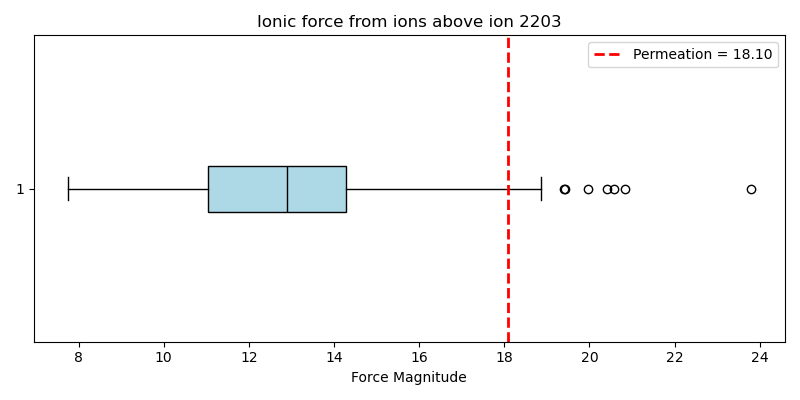 Ionic force from ions above ion 2203
Permeation = 18.10
1
8 10 12 14 16 18 20 22 24
Force Magnitude